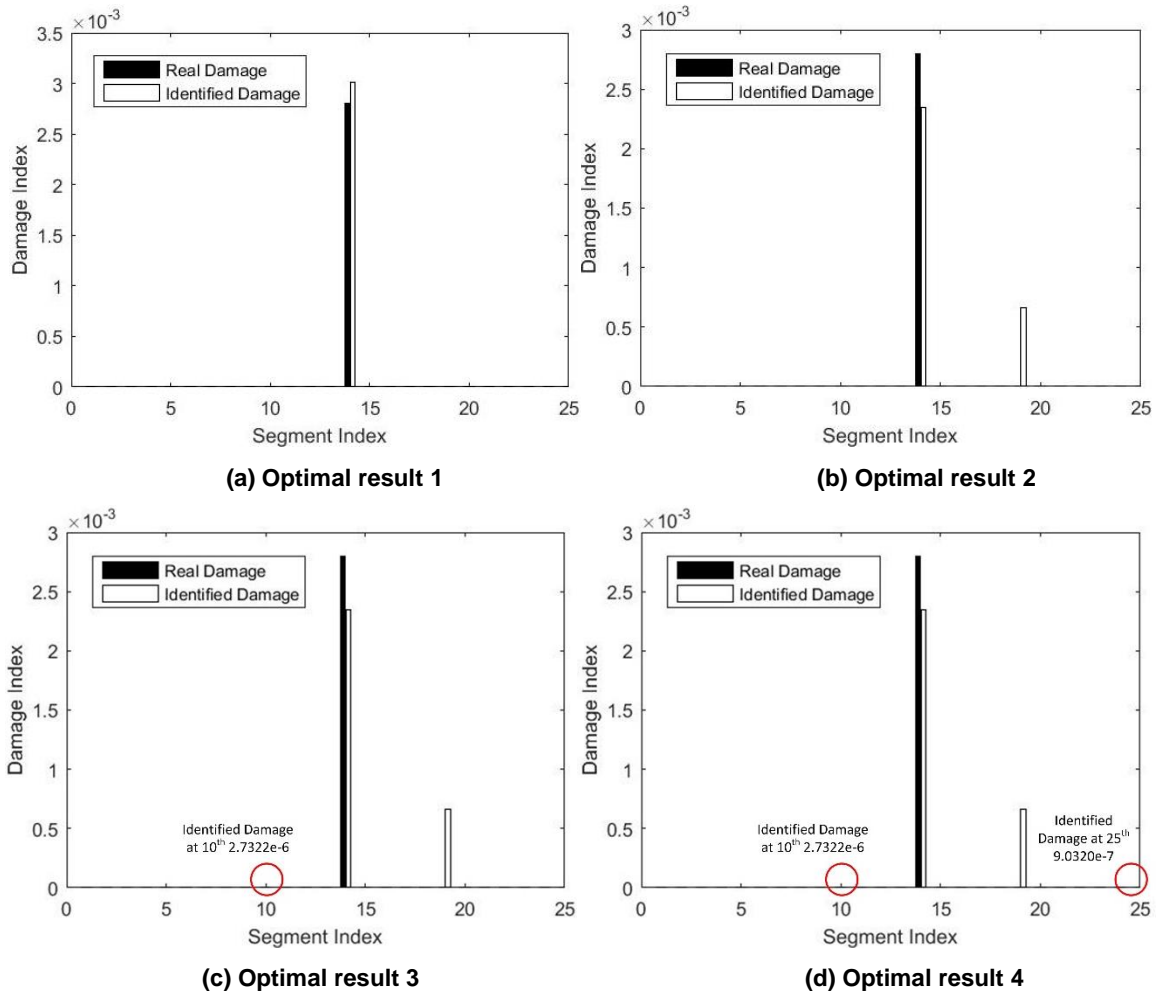 ×10-3
3.5
3
2.5
2
1.5
1
0.5
0
Damage Index
Real Damage
Identified Damage
0 5 10 15 20 25
Segment Index
(a) Optimal result 1
×10-3
3
2.5
2
1.5
1
0.5
0
Damage Index
Real Damage
Identified Damage
0 5 10 15 20 25
Segment Index
(b) Optimal result 2
×10-3
3
2.5
2
1.5
1
0.5
0
Damage Index
Real Damage
Identified Damage
Identified Damage
at 10th 2.7322e-6
0 5 10 15 20 25
Segment Index
(c) Optimal result 3
×10-3
3
2.5
2
1.5
1
0.5
0
Damage Index
Real Damage
Identified Damage
Identified Damage
at 10th 2.7322e-6
Identified
Damage at 25th
9.0320e-7
0 5 10 15 20 25
Segment Index
(d) Optimal result 4